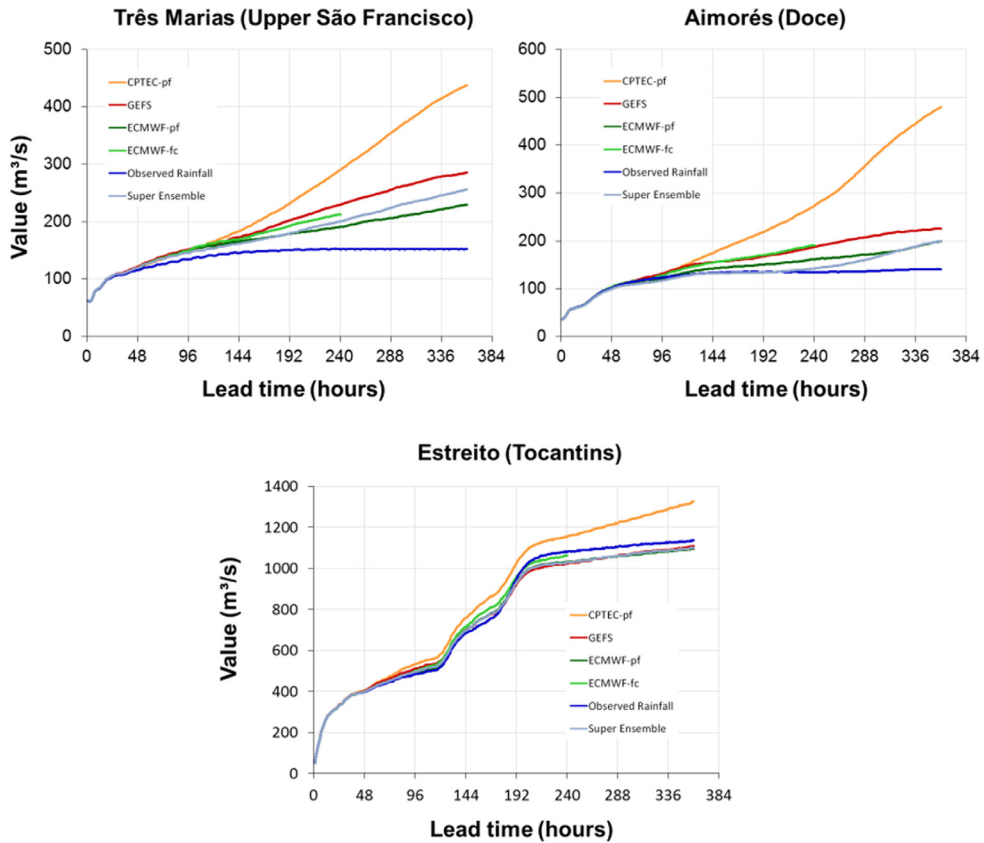 Três Marias (Upper São Francisco)
500
400
300
200
100
0
Value (m³/s)
CPTEC-pf
GEFS
ECMWF-pf
ECMWF-fc
Observed Rainfall
Super Ensemble
0 48 96 144 192 240 288 336 384
Lead time (hours)
Aimorés (Doce)
600
500
400
300
200
100
0
CPTEC-pf
GEFS
ECMWF-pf
ECMWF-fc
Observed Rainfall
Super Ensemble
0 48 96 144 192 240 288 336 384
Lead time (hours)
Estreito (Tocantins)
1400
1200
1000
800
600
400
200
0
Value (m³/s)
CPTEC-pf
GEFS
ECMWF-pf
ECMWF-fc
Observed Rainfall
Super Ensemble
0 48 96 144 192 240 288 336 384
Lead time (hours)